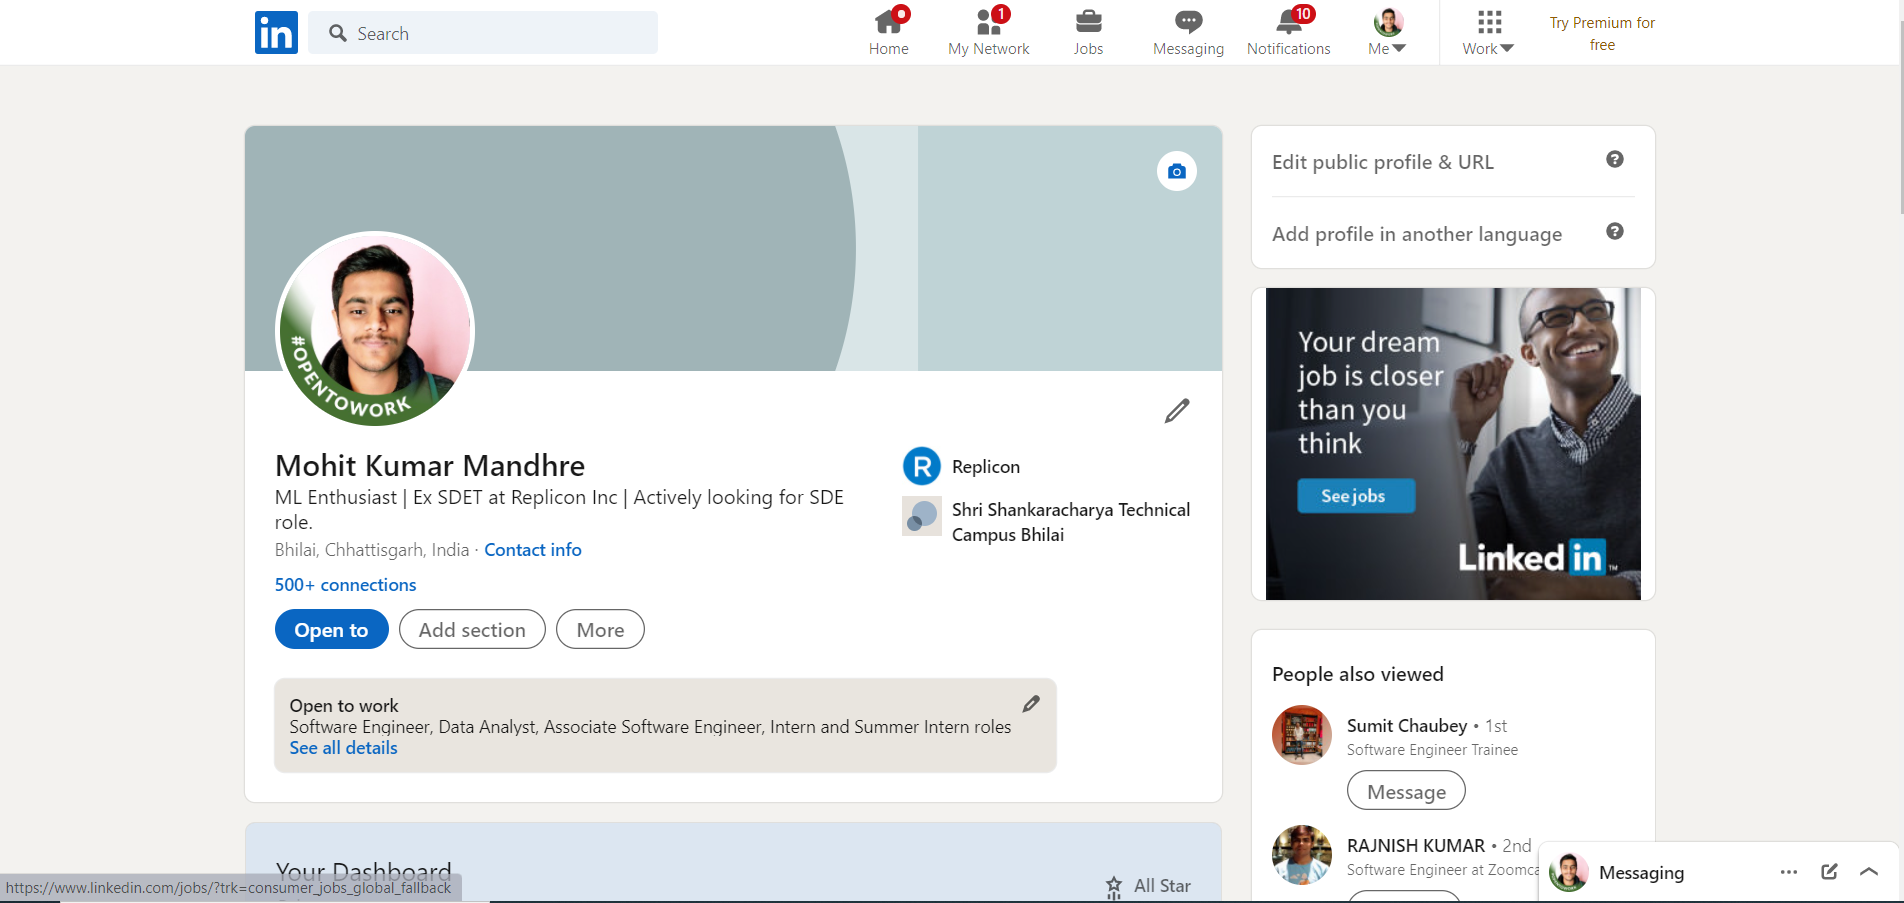 in
Search
Home
1
My Network
Jobs
Messaging
10
Notifications
Me
Work
Try Premium for
free
#OPENTOWORK
Mohit Kumar Mandhre
ML Enthusiast | Ex SDET at Replicon Inc | Actively looking for SDE
role.
Bhilai, Chhattisgarh, India · Contact info
500+ connections
Open to
Add section
More
R Replicon
Shri Shankaracharya Technical
Campus Bhilai
Open to work
Software Engineer, Data Analyst, Associate Software Engineer, Intern and Summer Intern roles
See all details
Your Dashboard
All Star
https://www.linkedin.com/jobs/?trk=consumer_jobs_global_fallback
Edit public profile & URL
?
Add profile in another language
?
Your dream
job is closer
than you
think
See jobs
Linked in ™
People also viewed
Sumit Chaubey • 1st
Software Engineer Trainee
Message
RAJNISH KUMAR • 2nd
Software Engineer at Zoomca
Messaging